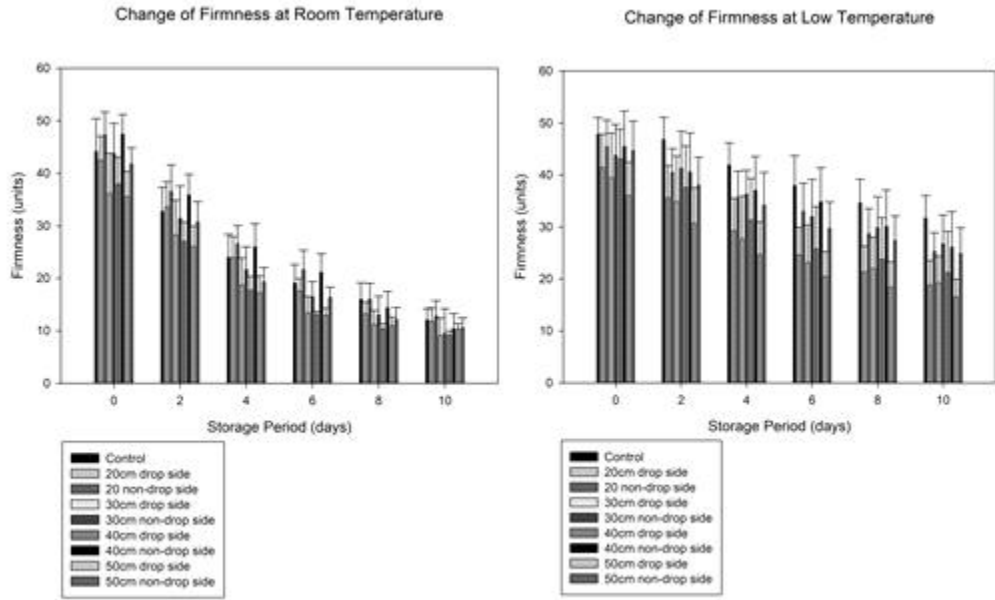 Change of Firmness at Room Temperature
Firmness (units)
60
50
40
30
20
10
0
0 2 4 6 8 10
Storage Period (days)
Control
20cm drop side
20 non-drop side
30cm drop side
30cm non-drop side
40cm drop side
40cm non-drop side
50cm drop side
50cm non-drop side
Change of Firmness at Low Temperature
Firmness (units)
60
50
40
30
20
10
0
0 2 4 6 8 10
Storage Period (days)
Control
20cm drop side
20 non-drop side
30cm drop side
30cm non-drop side
40cm drop side
40cm non-drop side
50cm drop side
50cm non-drop side